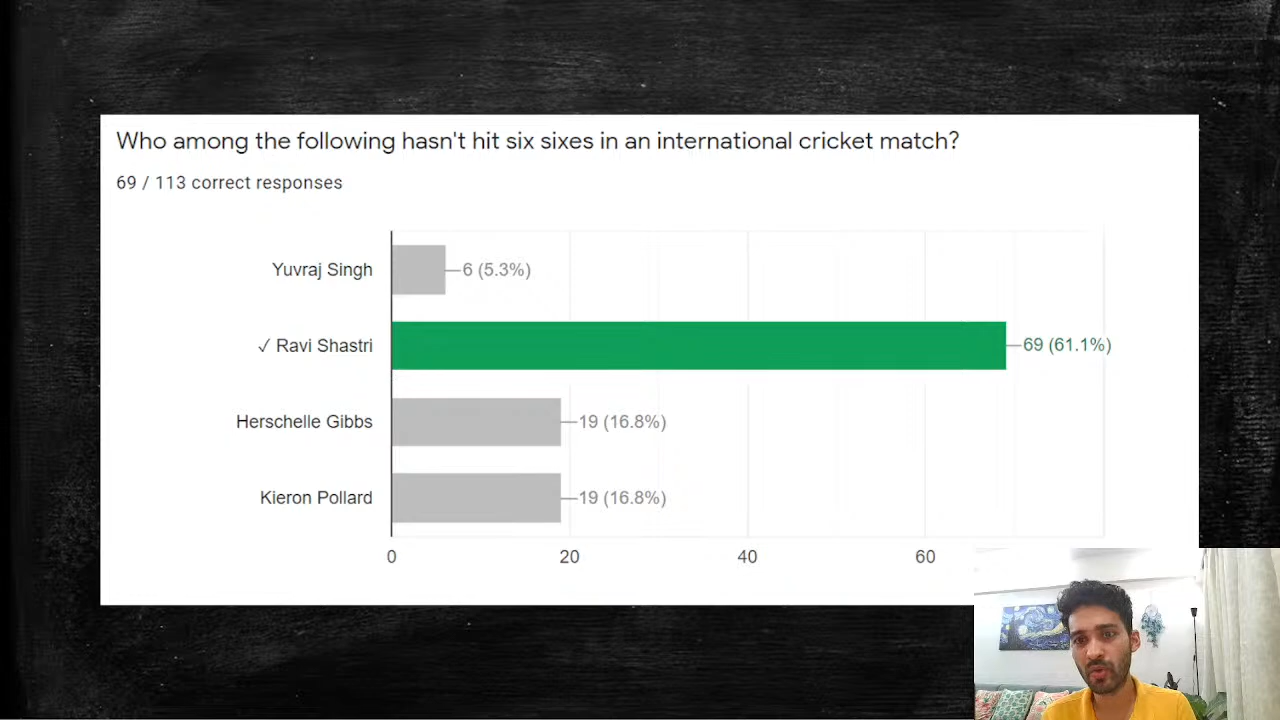 Who among the following hasn't hit six sixes in an international cricket match?
69 / 113 correct responses
Yuvraj Singh 6 (5.3%)
✓ Ravi Shastri 69 (61.1%)
Herschelle Gibbs 19 (16.8%)
Kieron Pollard 19 (16.8%)
0 20 40 60